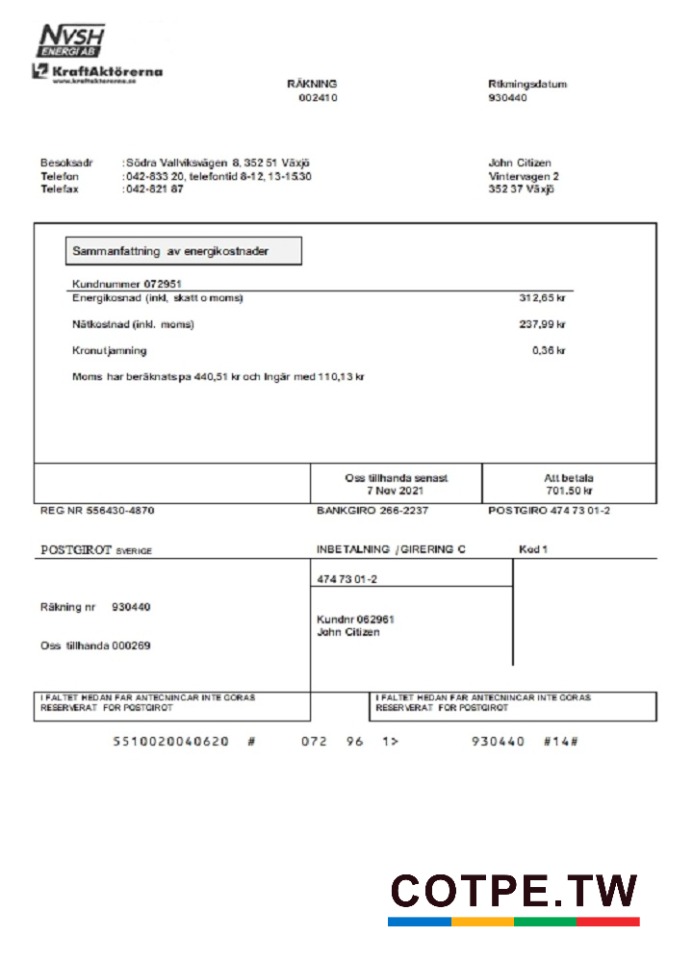 NVSH
ENERGI AB
KraftAktörerna
www.kraftaktorerna.se
RÄKNING
002410
Rtkmingsdatum
930440
Besoksadr :Södra Vallviksvägen 8, 352 51 Växjö
Telefon :042-833 20, telefontid 8-12, 13-15.30
Telefax :042-821 87
John Citizen
Vintervagen 2
352 37 Växjö
Sammanfattning av energikostnader
Kundnummer 072951
Energikosnad (inkl, skatt o moms) 312,65 kr
Nätkostnad (inkl. moms) 237,99 kr
Kronutjamning 0,36 kr
Moms har beräknats pa 440,51 kr och Ingär med 110,13 kr
Oss tillhanda senast
7 Nov 2021
Att betala
701.50 kr
REG NR 556430-4870 BANKGIRO 266-2237 POSTGIRO 474 73 01-2
POSTGIROT SVERIGE INBETALNING /GIRERING C Kod 1
474 73 01-2
Räkning nr 930440
Kundnr 062961
John Citizen
Oss tillhanda 000269
I FALTET HEDAN FAR ANTECNINCAR INTE GORAS
RESERVERAT FOR POSTGIROT
I FALTET HEDAN FAR ANTECNINCAR INTE GORAS
RESERVERAT FOR POSTGIROT
5510020040620 # 072 96 1> 930440 #14#
COTPE.TW